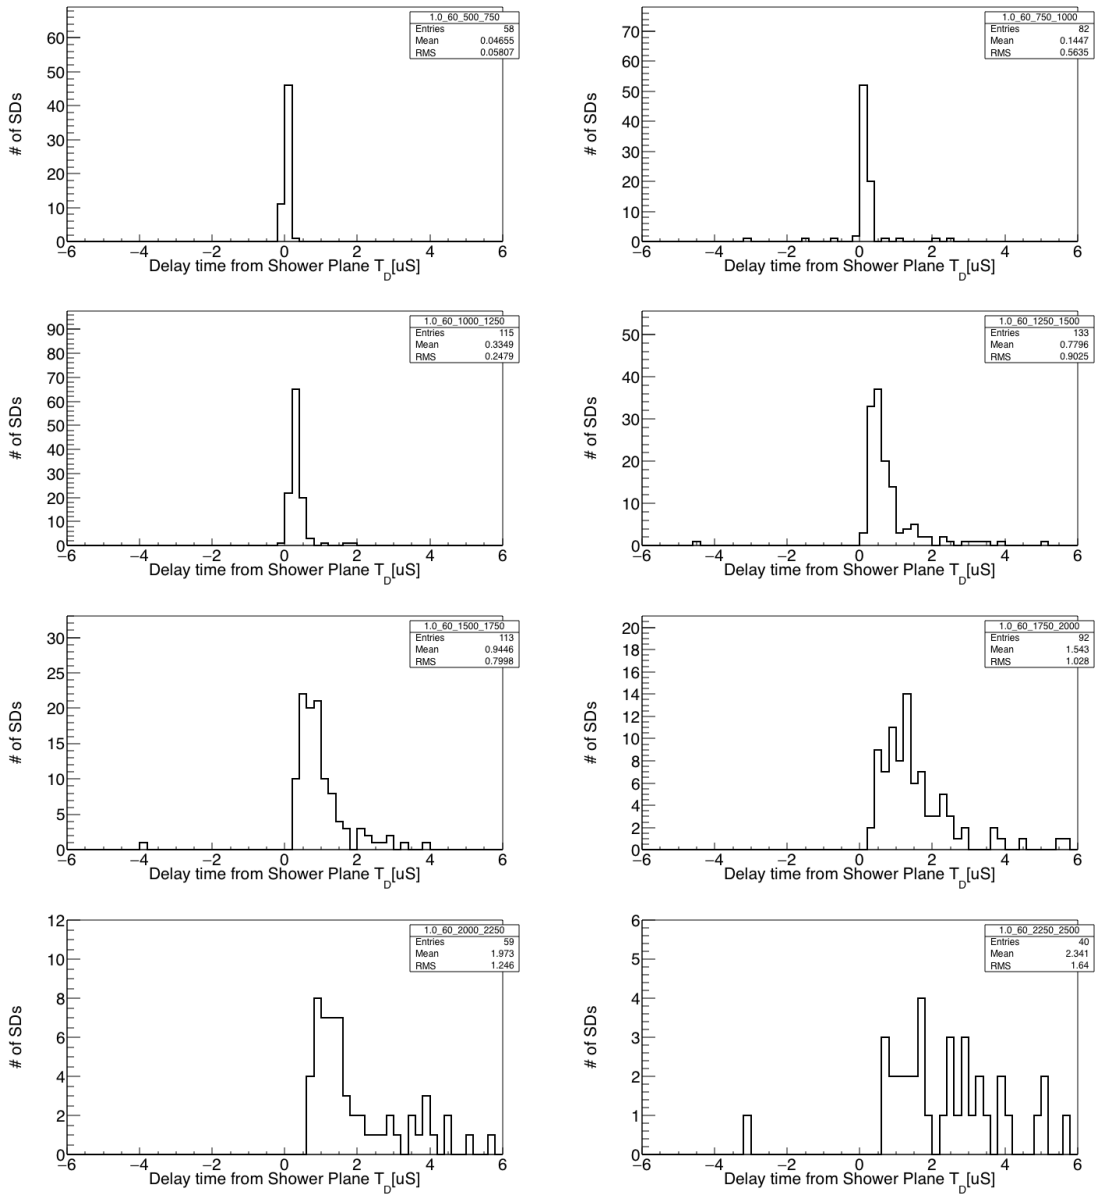 1.0_60_500_750
Entries 58
Mean 0.04655
RMS 0.05807
# of SDs
60
50
40
30
20
10
0
−6 −4 −2 0 2 4 6
Delay time from Shower Plane T_D[uS]
1.0_60_750_1000
Entries 82
Mean 0.1447
RMS 0.5635
# of SDs
70
60
50
40
30
20
10
0
−6 −4 −2 0 2 4 6
Delay time from Shower Plane T_D[uS]
1.0_60_1000_1250
Entries 115
Mean 0.3349
RMS 0.2479
# of SDs
90
80
70
60
50
40
30
20
10
0
−6 −4 −2 0 2 4 6
Delay time from Shower Plane T_D[uS]
1.0_60_1250_1500
Entries 133
Mean 0.7796
RMS 0.9025
# of SDs
50
40
30
20
10
0
−6 −4 −2 0 2 4 6
Delay time from Shower Plane T_D[uS]
1.0_60_1500_1750
Entries 113
Mean 0.9446
RMS 0.7998
# of SDs
30
25
20
15
10
5
0
−6 −4 −2 0 2 4 6
Delay time from Shower Plane T_D[uS]
1.0_60_1750_2000
Entries 92
Mean 1.543
RMS 1.028
# of SDs
20
18
16
14
12
10
8
6
4
2
0
−6 −4 −2 0 2 4 6
Delay time from Shower Plane T_D[uS]
1.0_60_2000_2250
Entries 59
Mean 1.973
RMS 1.246
# of SDs
12
10
8
6
4
2
0
−6 −4 −2 0 2 4 6
Delay time from Shower Plane T_D[uS]
1.0_60_2250_2500
Entries 40
Mean 2.341
RMS 1.64
# of SDs
6
5
4
3
2
1
0
−6 −4 −2 0 2 4 6
Delay time from Shower Plane T_D[uS]